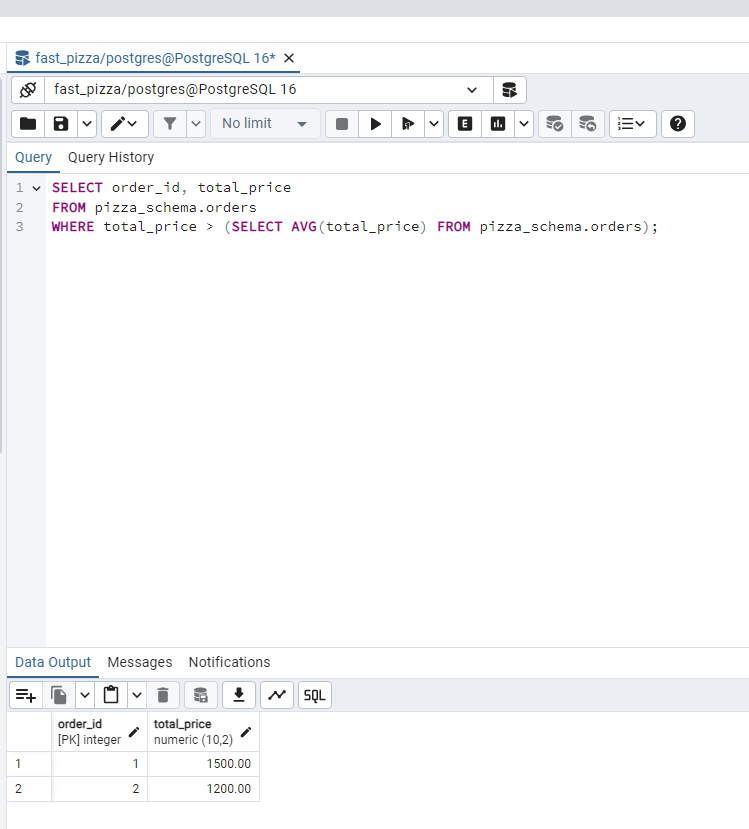 fast_pizza/postgres@PostgreSQL 16*
fast_pizza/postgres@PostgreSQL 16
No limit
E
Query Query History
1 SELECT order_id, total_price
2 FROM pizza_schema.orders
3 WHERE total_price > (SELECT AVG(total_price) FROM pizza_schema.orders);
Data Output Messages Notifications
SQL
order_id total_price
[PK] integer numeric (10,2)
1 1 1500.00
2 2 1200.00